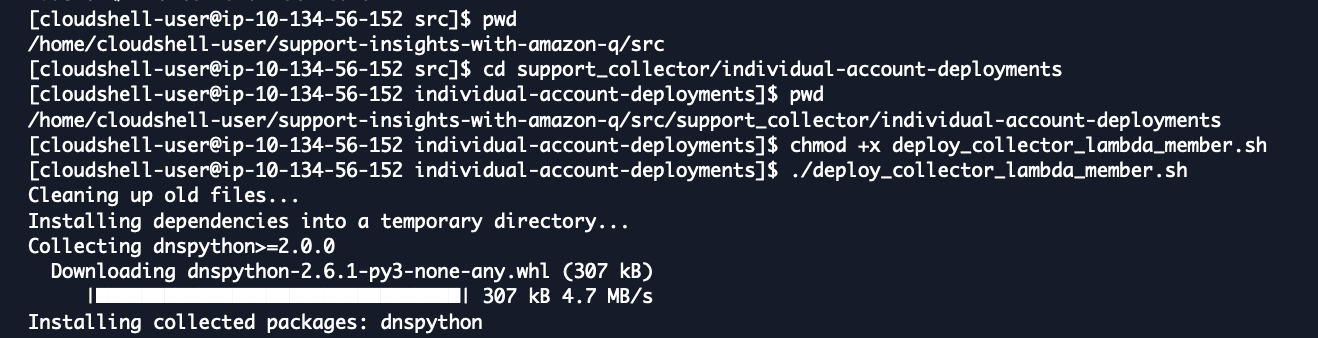 [cloudshell-user@ip-10-134-56-152 src]$ pwd
/home/cloudshell-user/support-insights-with-amazon-q/src
[cloudshell-user@ip-10-134-56-152 src]$ cd support_collector/individual-account-deployments
[cloudshell-user@ip-10-134-56-152 individual-account-deployments]$ pwd
/home/cloudshell-user/support-insights-with-amazon-q/src/support_collector/individual-account-deployments
[cloudshell-user@ip-10-134-56-152 individual-account-deployments]$ chmod +x deploy_collector_lambda_member.sh
[cloudshell-user@ip-10-134-56-152 individual-account-deployments]$ ./deploy_collector_lambda_member.sh
Cleaning up old files...
Installing dependencies into a temporary directory...
Collecting dnspython>=2.0.0
  Downloading dnspython-2.6.1-py3-none-any.whl (307 kB)
     |████████████████████████████████| 307 kB 4.7 MB/s
Installing collected packages: dnspython